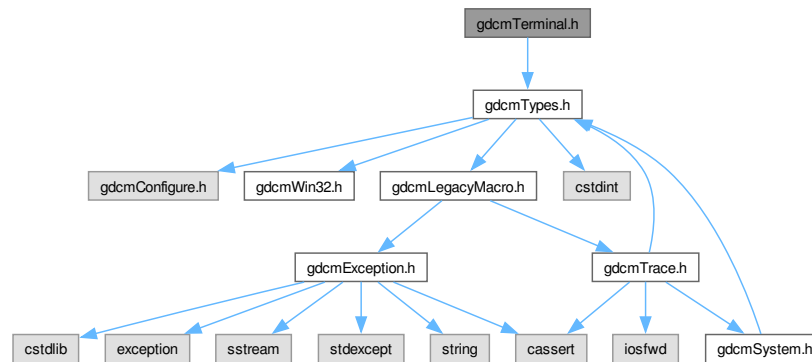 gdcmTerminal.h
gdcmTypes.h
gdcmConfigure.h
gdcmWin32.h
gdcmLegacyMacro.h
cstdint
gdcmException.h
gdcmTrace.h
cstdlib
exception
sstream
stdexcept
string
cassert
iosfwd
gdcmSystem.h